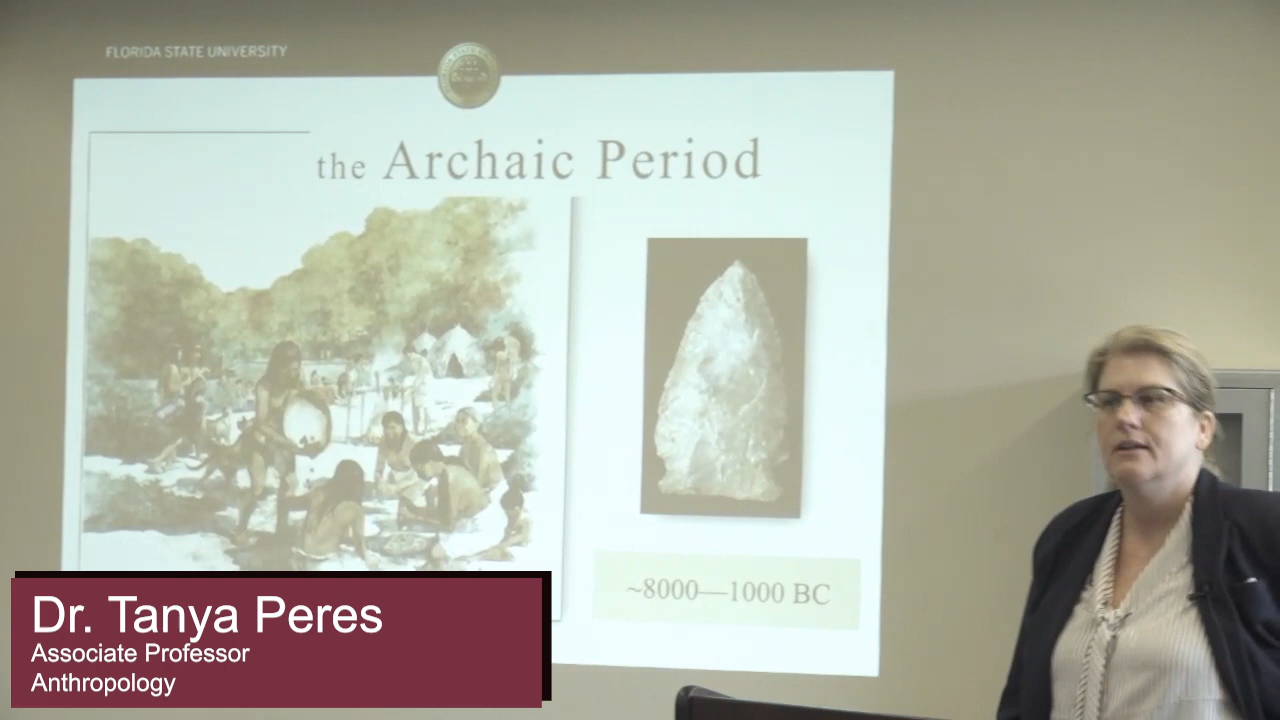 FLORIDA STATE UNIVERSITY
the Archaic Period
~8000—1000 BC
Dr. Tanya Peres
Associate Professor
Anthropology